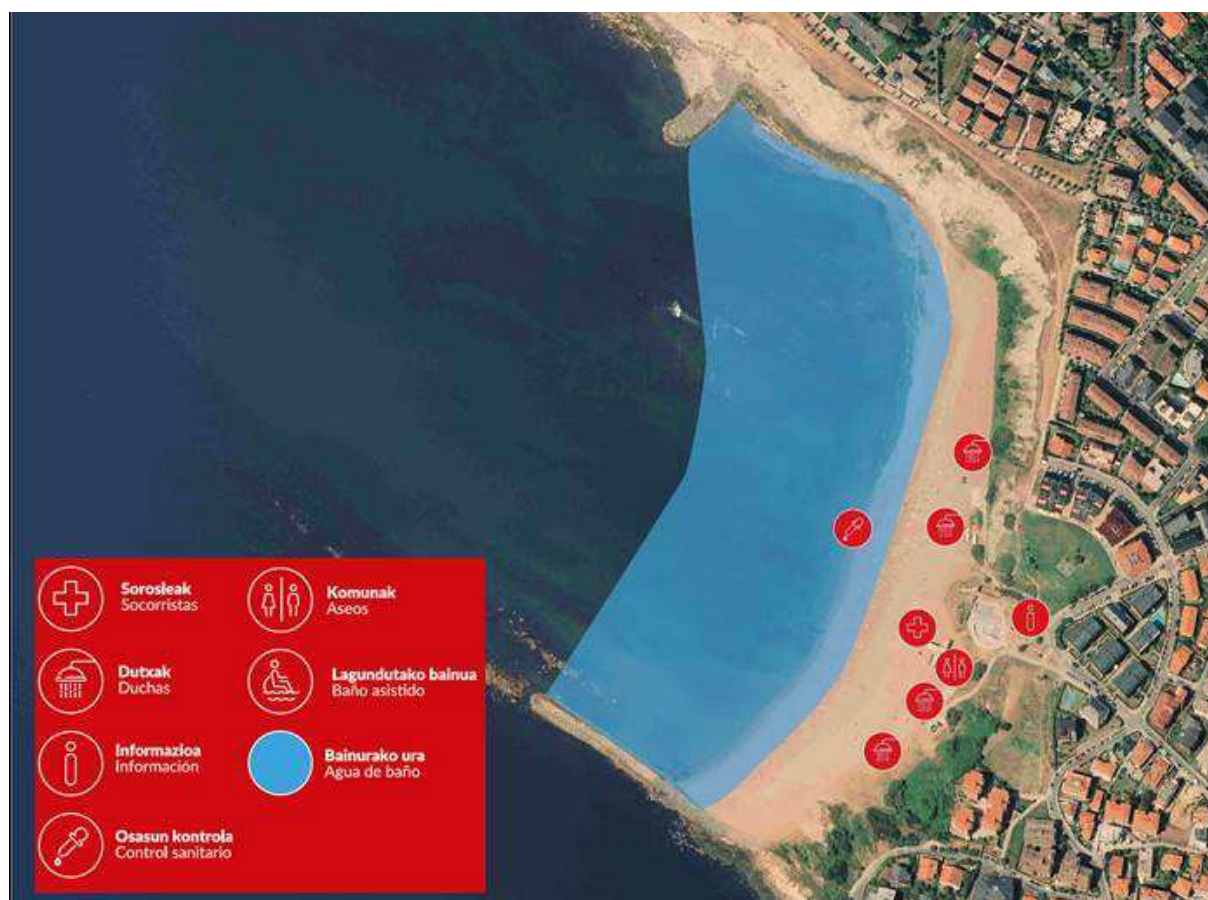 Sorosleak
Socorristas
Dutxak
Duchas
Informazioa
Información
Osasun kontrola
Control sanitario
Komunak
Aseos
Lagundutako bainua
Baño asistido
Bainurako ura
Agua de baño